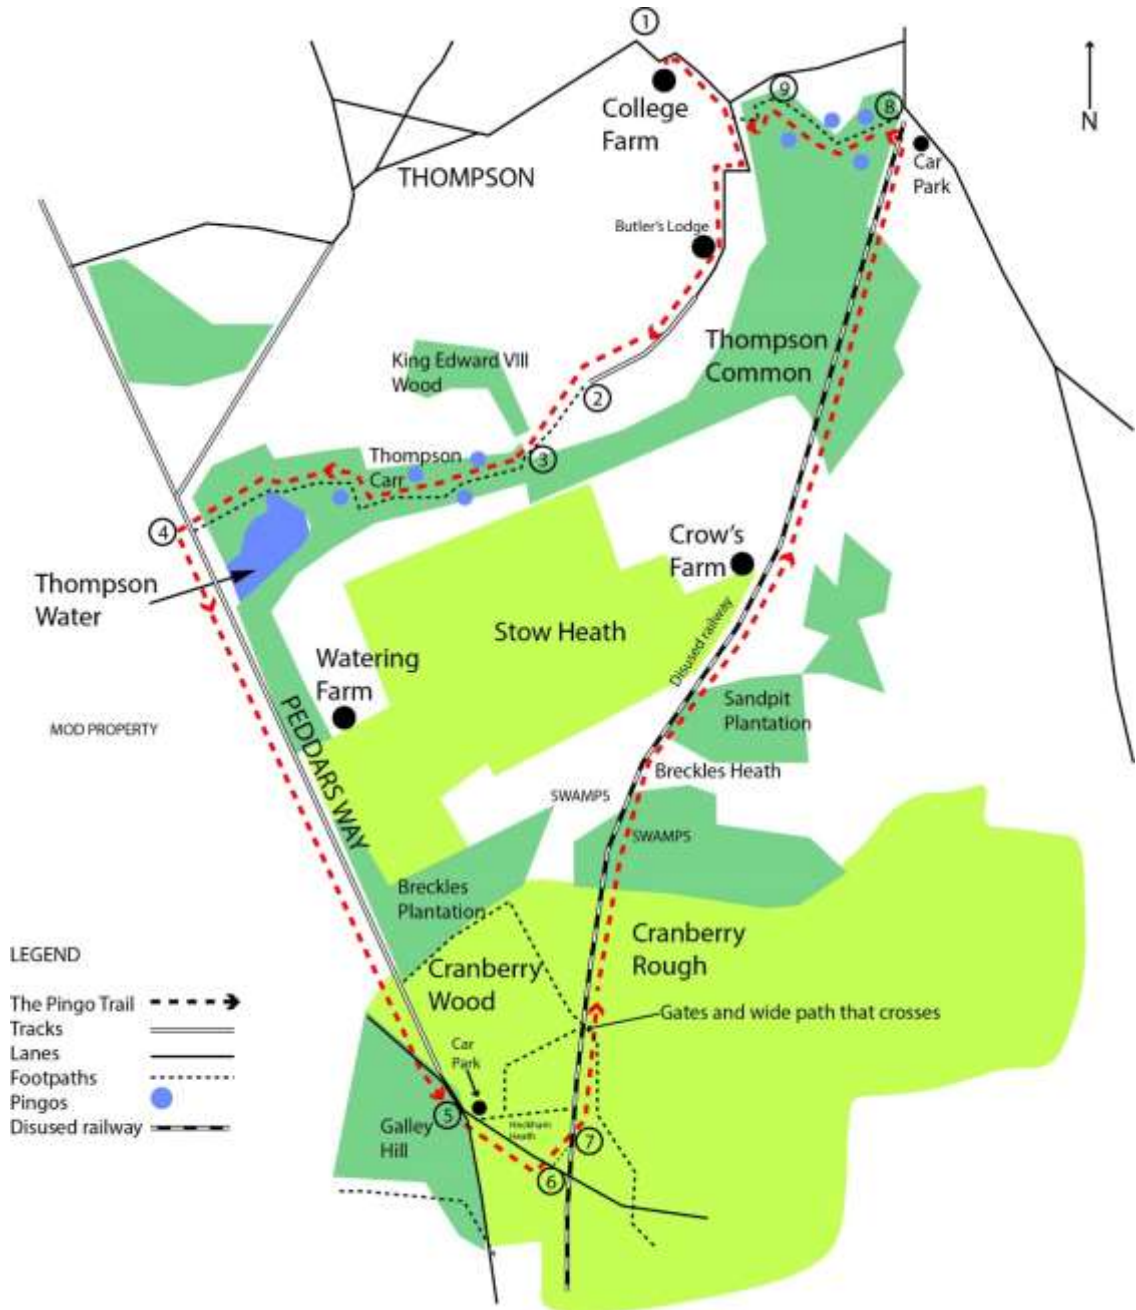 1
9
8
N
College
Farm
Car
Park
THOMPSON
Butler's Lodge
King Edward VIII
Wood
Thompson
Common
2
Thompson
Carr
3
4
Crow's
Farm
Thompson
Water
Stow Heath
Disused railway
Watering
Farm
Sandpit
Plantation
MOD PROPERTY
PEDDARS WAY
Breckles Heath
SWAMPS
SWAMPS
Breckles
Plantation
Cranberry
Rough
Cranberry
Wood
Gates and wide path that crosses
LEGEND
The Pingo Trail
Tracks
Lanes
Footpaths
Pingos
Disused railway
Car
Park
5
Hockham
Heath
Galley
Hill
7
6